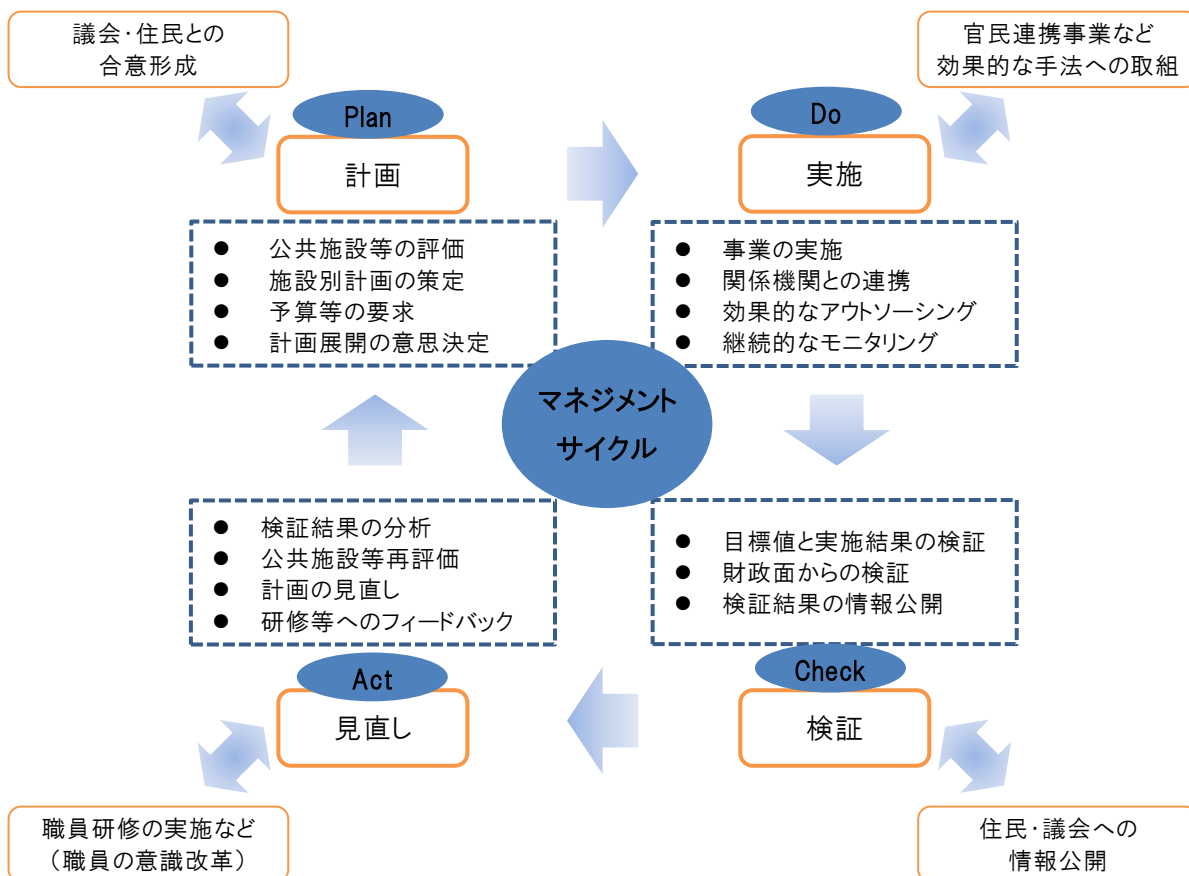 議会・住民との
合意形成
官民連携事業など
効果的な手法への取組
Plan
計画
Do
実施
● 公共施設等の評価
● 施設別計画の策定
● 予算等の要求
● 計画展開の意思決定
● 事業の実施
● 関係機関との連携
● 効果的なアウトソーシング
● 継続的なモニタリング
マネジメント
サイクル
● 検証結果の分析
● 公共施設等再評価
● 計画の見直し
● 研修等へのフィードバック
● 目標値と実施結果の検証
● 財政面からの検証
● 検証結果の情報公開
Act
見直し
Check
検証
職員研修の実施など
（職員の意識改革）
住民・議会への
情報公開